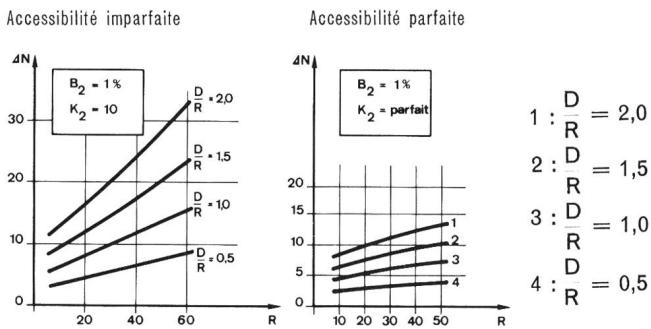 Accessibilité imparfaite
ΔN
B₂ = 1%
K₂ = 10
D/R = 2,0
D/R = 1,5
D/R = 1,0
D/R = 0,5
30
20
10
0
20 40 60 R
Accessibilité parfaite
ΔN
B₂ = 1%
K₂ = parfait
20
15
10
5
0
1
2
3
4
10 20 30 40 50 R
1 : D/R = 2,0
2 : D/R = 1,5
3 : D/R = 1,0
4 : D/R = 0,5